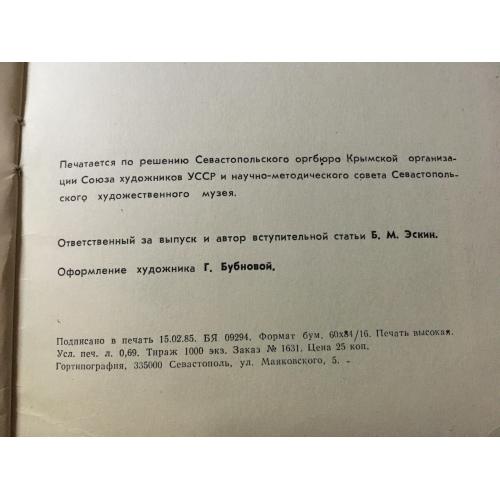 Печатается по решению Севастопольского оргбюро Крымской организа-
ции Союза художников УССР и научно-методического совета Севастополь-
ского художественного музея.
Ответственный за выпуск и автор вступительной статьи Б. М. Эскин.
Оформление художника Г. Бубновой.
Подписано в печать 15.02.85. БЯ 09294. Формат бум. 60х84/16. Печать высокая.
Усл. печ. л. 0,69. Тираж 1000 экз. Заказ № 1631. Цена 25 коп.
Гортипография, 335000 Севастополь, ул. Маяковского, 5.